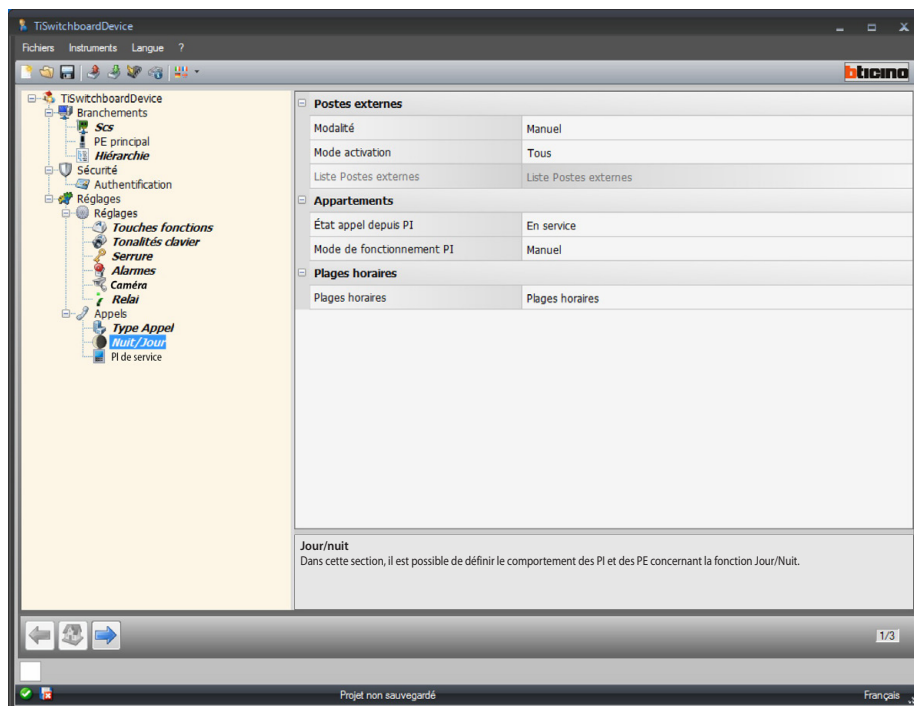 TiSwitchboardDevice
Fichiers Instruments Langue ?
bticino
TiSwitchboardDevice
Branchements
Scs
PE principal
Hiérarchie
Sécurité
Authentification
Réglages
Réglages
Touches fonctions
Tonalités clavier
Serrure
Alarmes
Caméra
Relai
Appels
Type Appel
Nuit/Jour
PI de service
Postes externes
Modalité Manuel
Mode activation Tous
Liste Postes externes Liste Postes externes
Appartements
État appel depuis PI En service
Mode de fonctionnement PI Manuel
Plages horaires
Plages horaires Plages horaires
Jour/nuit
Dans cette section, il est possible de définir le comportement des PI et des PE concernant la fonction Jour/Nuit.
1/3
Projet non sauvegardé Français